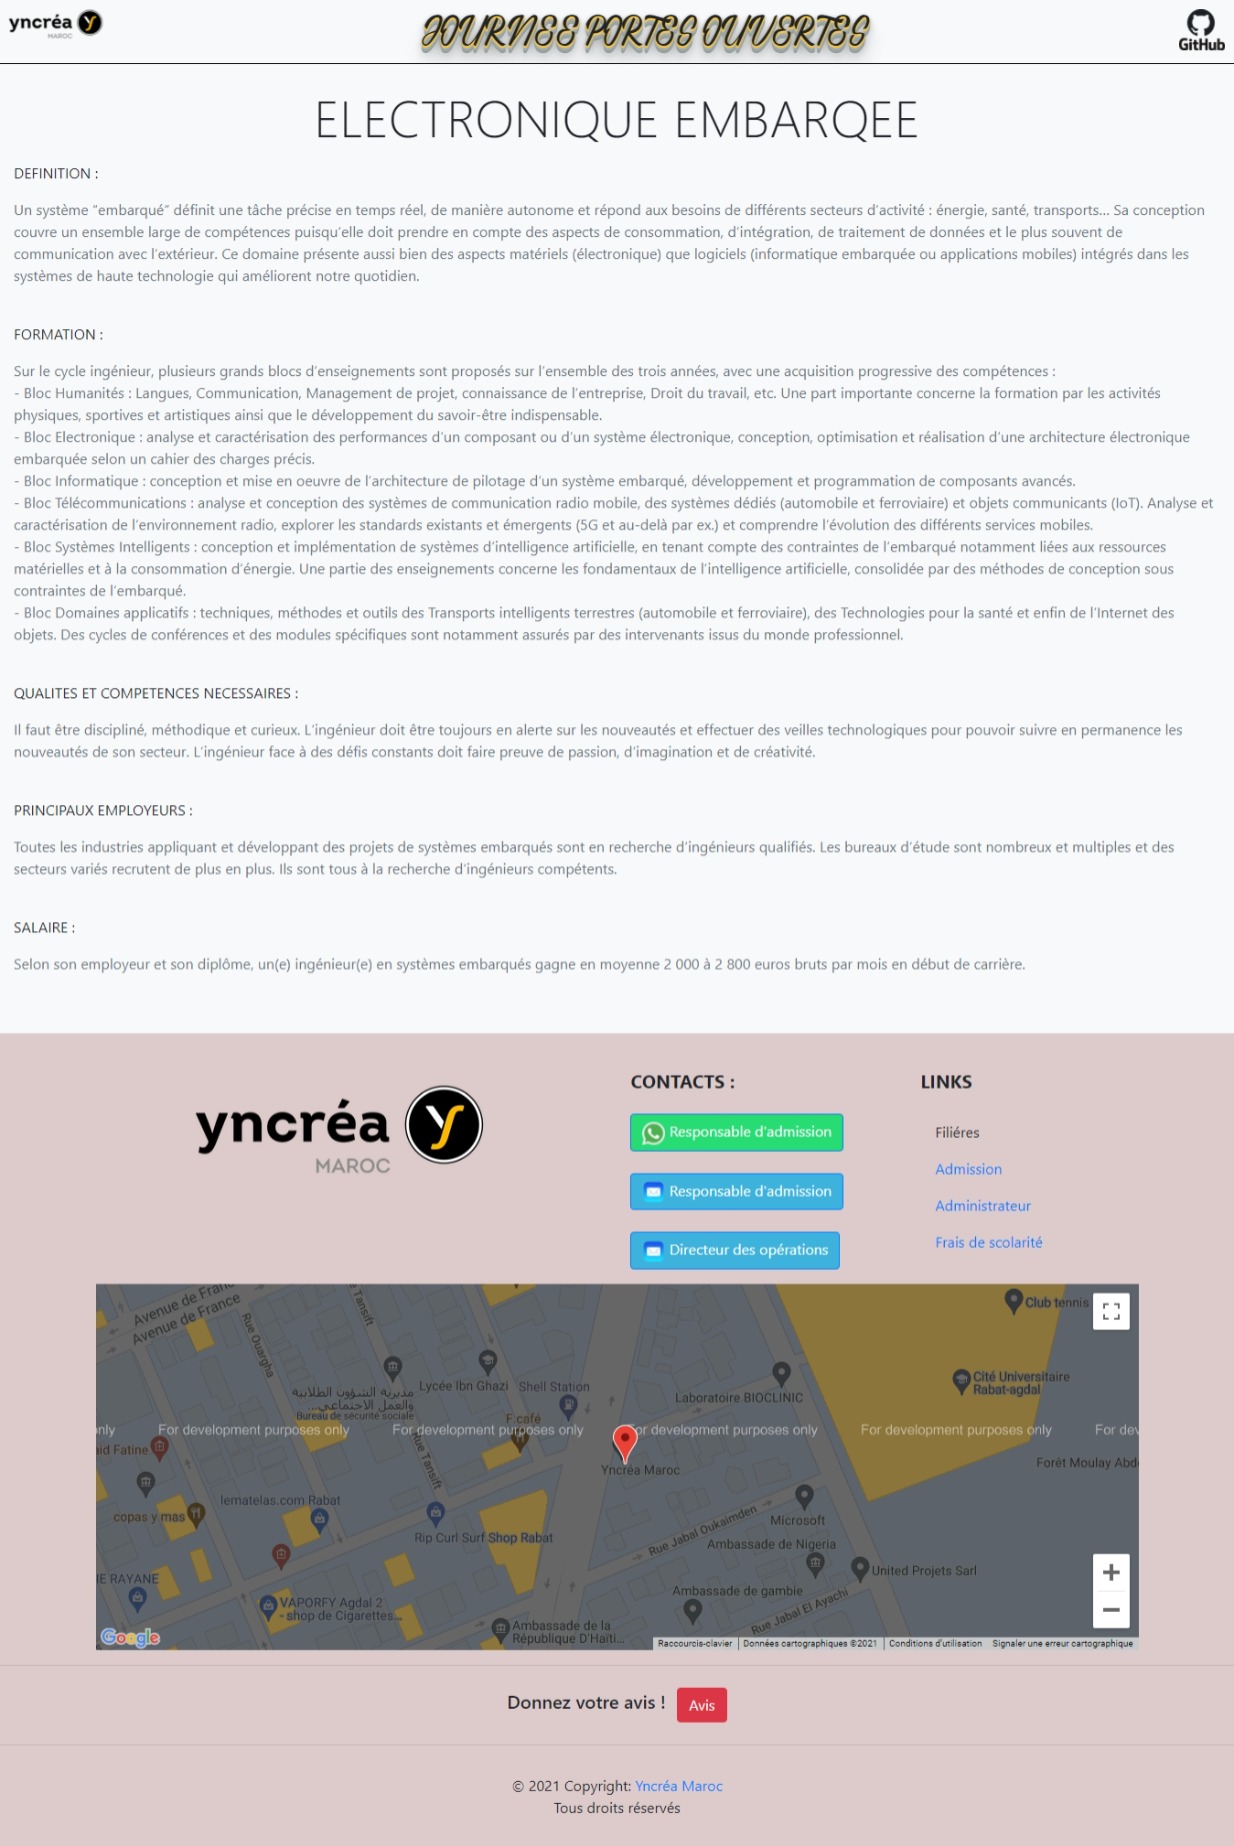 yncréa
MAROC
JOURNEE PORTES OUVERTES
GitHub
ELECTRONIQUE EMBARQEE
DEFINITION :
Un système “embarqué” définit une tâche précise en temps réel, de manière autonome et répond aux besoins de différents secteurs d’activité : énergie, santé, transports… Sa conception
couvre un ensemble large de compétences puisqu’elle doit prendre en compte des aspects de consommation, d’intégration, de traitement de données et le plus souvent de
communication avec l’extérieur. Ce domaine présente aussi bien des aspects matériels (électronique) que logiciels (informatique embarquée ou applications mobiles) intégrés dans les
systèmes de haute technologie qui améliorent notre quotidien.
FORMATION :
Sur le cycle ingénieur, plusieurs grands blocs d’enseignements sont proposés sur l’ensemble des trois années, avec une acquisition progressive des compétences :
- Bloc Humanités : Langues, Communication, Management de projet, connaissance de l’entreprise, Droit du travail, etc. Une part importante concerne la formation par les activités
physiques, sportives et artistiques ainsi que le développement du savoir-être indispensable.
- Bloc Electronique : analyse et caractérisation des performances d’un composant ou d’un système électronique, conception, optimisation et réalisation d’une architecture électronique
embarquée selon un cahier des charges précis.
- Bloc Informatique : conception et mise en oeuvre de l’architecture de pilotage d’un système embarqué, développement et programmation de composants avancés.
- Bloc Télécommunications : analyse et conception des systèmes de communication radio mobile, des systèmes dédiés (automobile et ferroviaire) et objets communicants (IoT). Analyse et
caractérisation de l’environnement radio, explorer les standards existants et émergents (5G et au-delà par ex.) et comprendre l’évolution des différents services mobiles.
- Bloc Systèmes Intelligents : conception et implémentation de systèmes d’intelligence artificielle, en tenant compte des contraintes de l’embarqué notamment liées aux ressources
matérielles et à la consommation d’énergie. Une partie des enseignements concerne les fondamentaux de l’intelligence artificielle, consolidée par des méthodes de conception sous
contraintes de l’embarqué.
- Bloc Domaines applicatifs : techniques, méthodes et outils des Transports intelligents terrestres (automobile et ferroviaire), des Technologies pour la santé et enfin de l’Internet des
objets. Des cycles de conférences et des modules spécifiques sont notamment assurés par des intervenants issus du monde professionnel.
QUALITES ET COMPETENCES NECESSAIRES :
Il faut être discipliné, méthodique et curieux. L’ingénieur doit être toujours en alerte sur les nouveautés et effectuer des veilles technologiques pour pouvoir suivre en permanence les
nouveautés de son secteur. L’ingénieur face à des défis constants doit faire preuve de passion, d’imagination et de créativité.
PRINCIPAUX EMPLOYEURS :
Toutes les industries appliquant et développant des projets de systèmes embarqués sont en recherche d’ingénieurs qualifiés. Les bureaux d’étude sont nombreux et multiples et des
secteurs variés recrutent de plus en plus. Ils sont tous à la recherche d’ingénieurs compétents.
SALAIRE :
Selon son employeur et son diplôme, un(e) ingénieur(e) en systèmes embarqués gagne en moyenne 2 000 à 2 800 euros bruts par mois en début de carrière.
yncréa
MAROC
CONTACTS :
Responsable d'admission
Responsable d'admission
Directeur des opérations
LINKS
Filiéres
Admission
Administrateur
Frais de scolarité
Avenue de France
Avenue de France
Rue Ouargha
e Tansift
Club tennis
Cité Universitaire
Rabat-agdal
مديرية الشؤون الطلابية
والعمل الاجتماعي...
Bureau de sécurité sociale
Lycée Ibn Ghazi
Shell Station
Laboratoire BIOCLINIC
F.café
only
For development purposes only
For development purposes only
For development purposes only
For development purposes only
For dev
aid Fatine
Rue Tansift
Yncréa Maroc
Forêt Moulay Abd
lematelas.com Rabat
copas y mas
Rip Curl Surf Shop Rabat
Microsoft
Rue Jabal Oukaimden
Ambassade de Nigeria
United Projets Sarl
IE RAYANE
Ambassade de gambie
VAPORFY Agdal 2
- shop de Cigarettes...
Rue Jabal El Ayachi
Ambassade de la
République D'Haïti...
Google
Raccourcis-clavier
Données cartographiques ©2021
Conditions d'utilisation
Signaler une erreur cartographique
Donnez votre avis !
Avis
© 2021 Copyright: Yncréa Maroc
Tous droits réservés